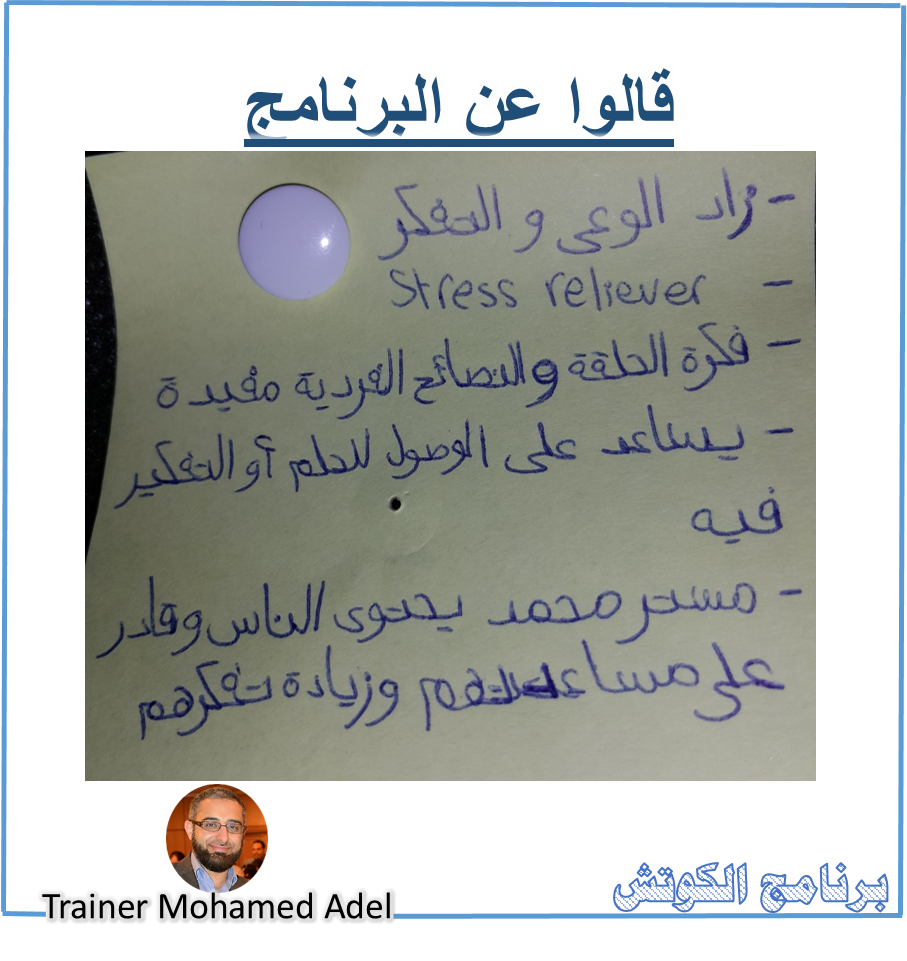 قالوا عن البرنامج
- زاد الوعى و التفكر
- Stress reliever
- فكرة الحلقة والنصائح الفردية مفيدة
- يساعد على الوصول للحلم أو التفكير
فيه
- مستر محمد يحتوى الناس وقادر
على مساعدتهم وزيادة تفكرهم
Trainer Mohamed Adel
برنامج الكوتش